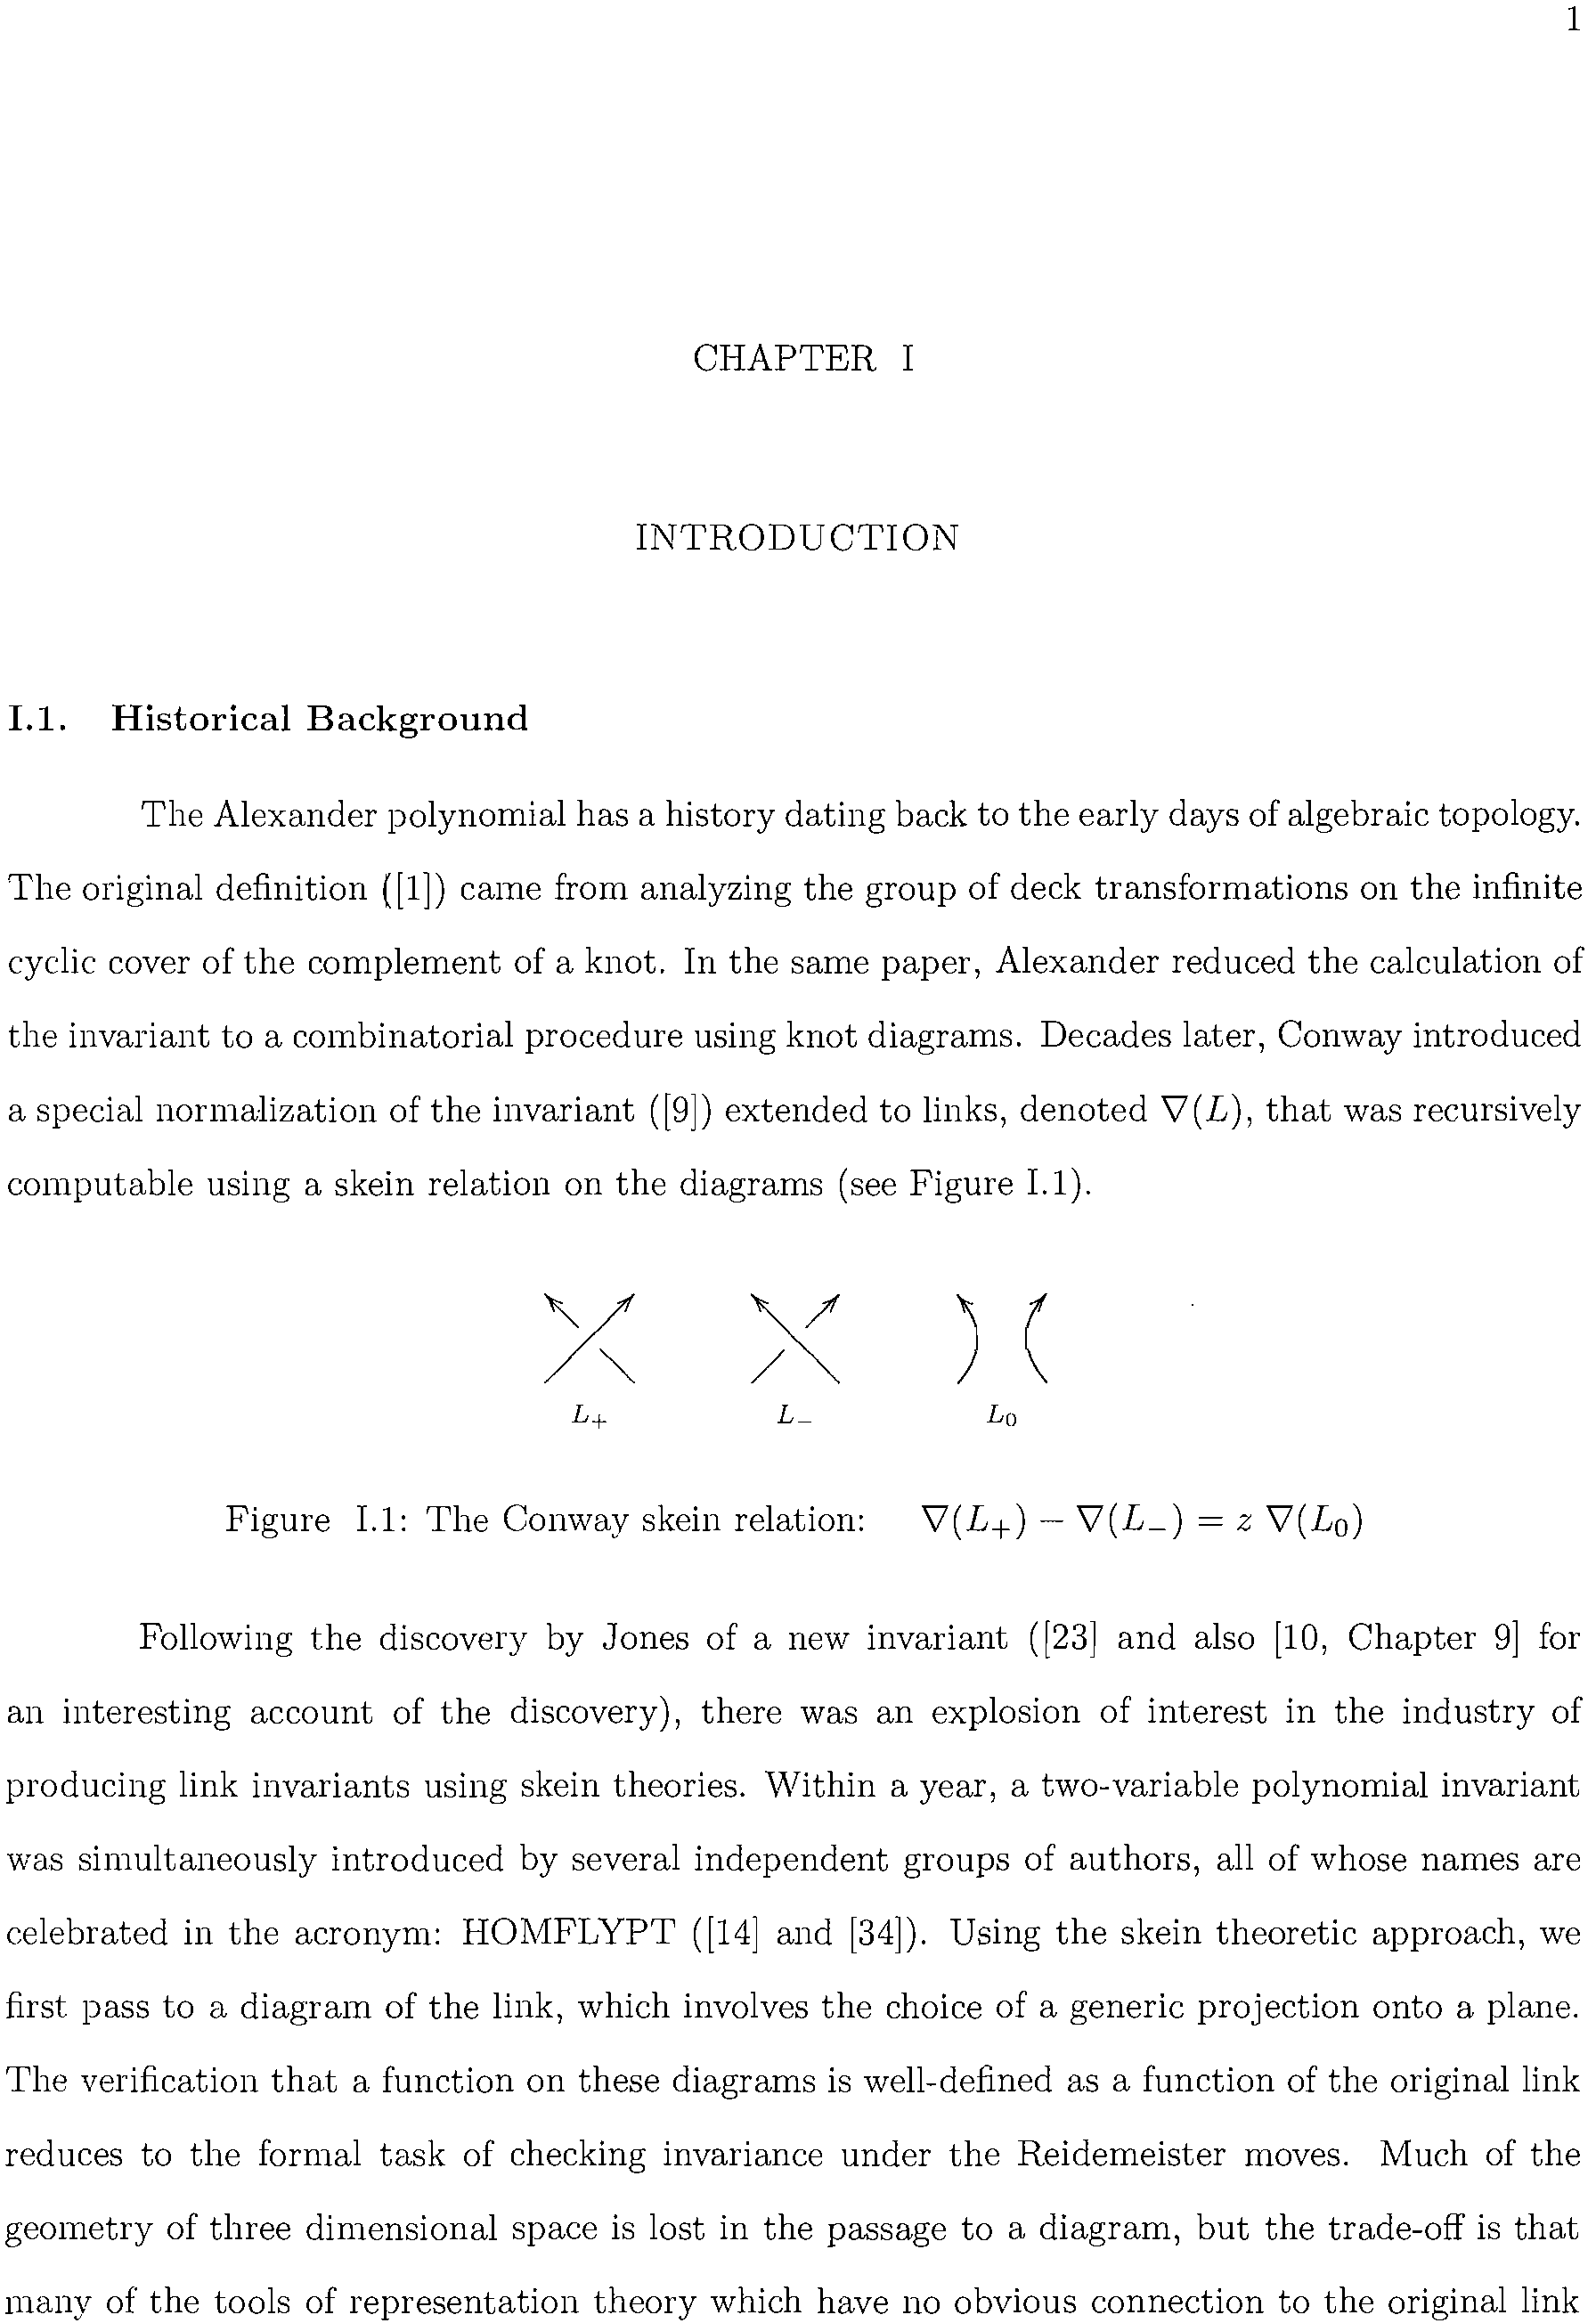 1
CHAPTER I
INTRODUCTION
I.1. Historical Background
The Alexander polynomial has a history dating back to the early days of algebraic topology.
The original definition ([1]) came from analyzing the group of deck transformations on the infinite
cyclic cover of the complement of a knot. In the same paper, Alexander reduced the calculation of
the invariant to a combinatorial procedure using knot diagrams. Decades later, Conway introduced
a special normalization of the invariant ([9]) extended to links, denoted ∇(L), that was recursively
computable using a skein relation on the diagrams (see Figure I.1).
L₊ L₋ L₀
Figure I.1: The Conway skein relation: ∇(L₊) − ∇(L₋) = z ∇(L₀)
Following the discovery by Jones of a new invariant ([23] and also [10, Chapter 9] for
an interesting account of the discovery), there was an explosion of interest in the industry of
producing link invariants using skein theories. Within a year, a two-variable polynomial invariant
was simultaneously introduced by several independent groups of authors, all of whose names are
celebrated in the acronym: HOMFLYPT ([14] and [34]). Using the skein theoretic approach, we
first pass to a diagram of the link, which involves the choice of a generic projection onto a plane.
The verification that a function on these diagrams is well-defined as a function of the original link
reduces to the formal task of checking invariance under the Reidemeister moves. Much of the
geometry of three dimensional space is lost in the passage to a diagram, but the trade-off is that
many of the tools of representation theory which have no obvious connection to the original link